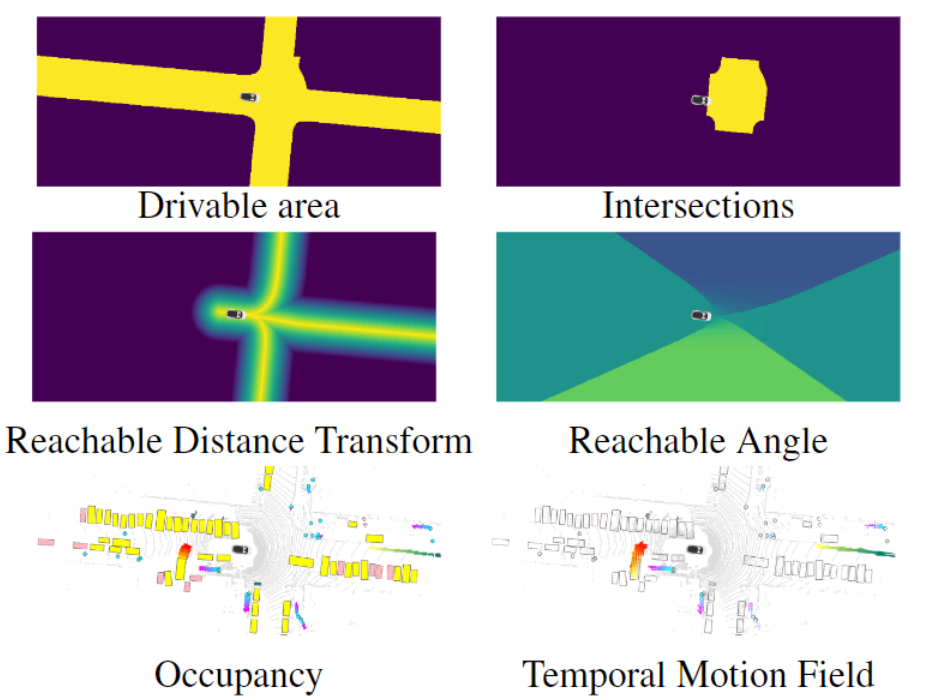 Drivable area
Intersections
Reachable Distance Transform
Reachable Angle
Occupancy
Temporal Motion Field